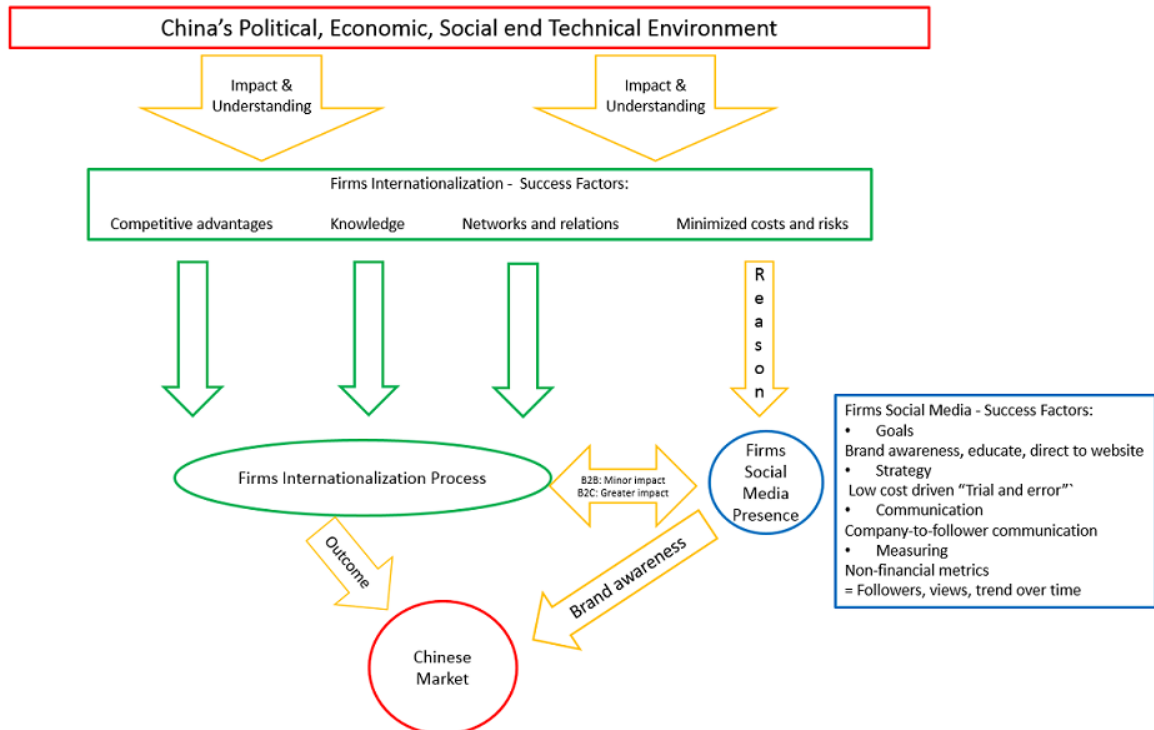 China's Political, Economic, Social end Technical Environment
Impact &
Understanding
Impact &
Understanding
Firms Internationalization - Success Factors:
Competitive advantages Knowledge Networks and relations Minimized costs and risks
Reason
Firms Internationalization Process
B2B: Minor impact
B2C: Greater impact
Firms
Social
Media
Presence
Firms Social Media - Success Factors:
• Goals
Brand awareness, educate, direct to website
• Strategy
Low cost driven “Trial and error”`
• Communication
Company-to-follower communication
• Measuring
Non-financial metrics
= Followers, views, trend over time
Outcome
Brand awareness
Chinese
Market